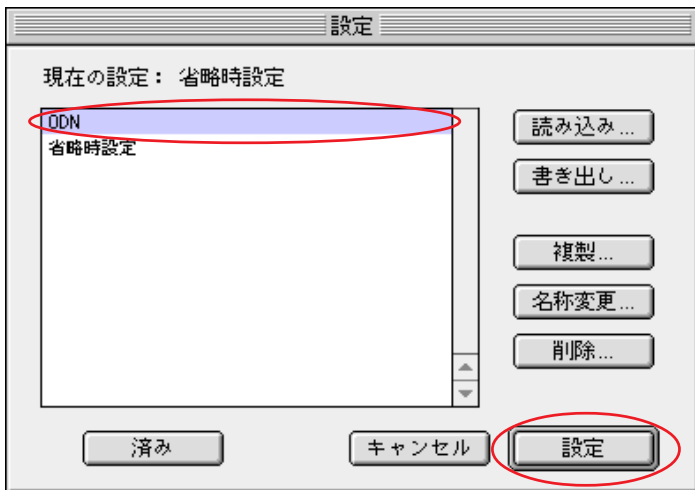 設定
現在の設定： 省略時設定
ODN
省略時設定
読み込み...
書き出し...
複製...
名称変更...
削除...
済み
キャンセル
設定